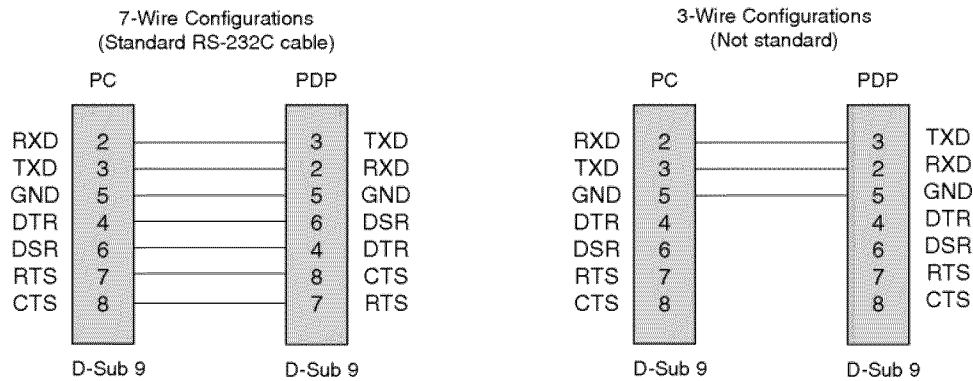 7-Wire Configurations
(Standard RS-232C cable)
PC PDP
RXD 2 3 TXD
TXD 3 2 RXD
GND 5 5 GND
DTR 4 6 DSR
DSR 6 4 DTR
RTS 7 8 CTS
CTS 8 7 RTS
D-Sub 9 D-Sub 9
3-Wire Configurations
(Not standard)
PC PDP
RXD 2 3 TXD
TXD 3 2 RXD
GND 5 5 GND
DTR 4 4 DTR
DSR 6 6 DSR
RTS 7 7 RTS
CTS 8 8 CTS
D-Sub 9 D-Sub 9